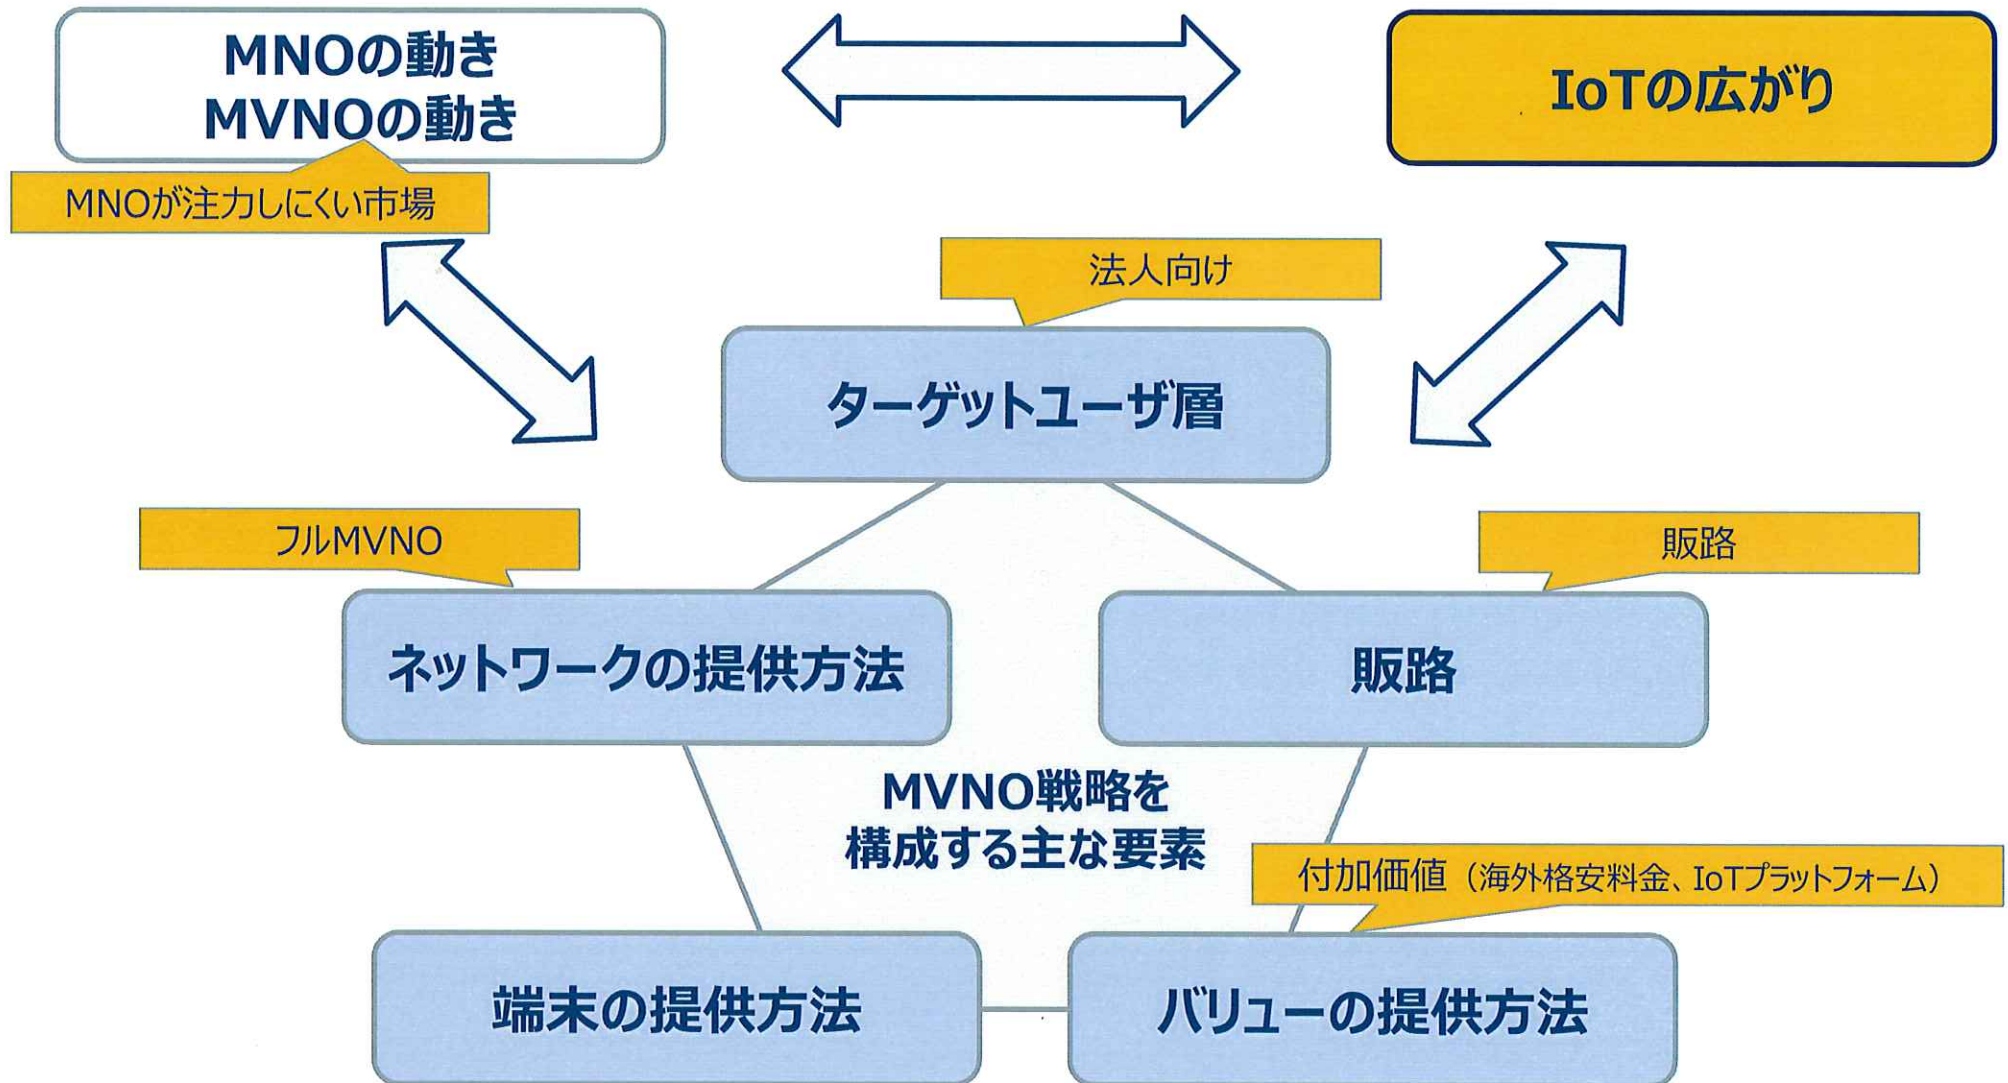 MNOの動き
MVNOの動き
IoTの広がり
MNOが注力しにくい市場
法人向け
ターゲットユーザ層
フルMVNO
販路
ネットワークの提供方法
販路
MVNO戦略を
構成する主な要素
付加価値（海外格安料金、IoTプラットフォーム）
端末の提供方法
バリューの提供方法